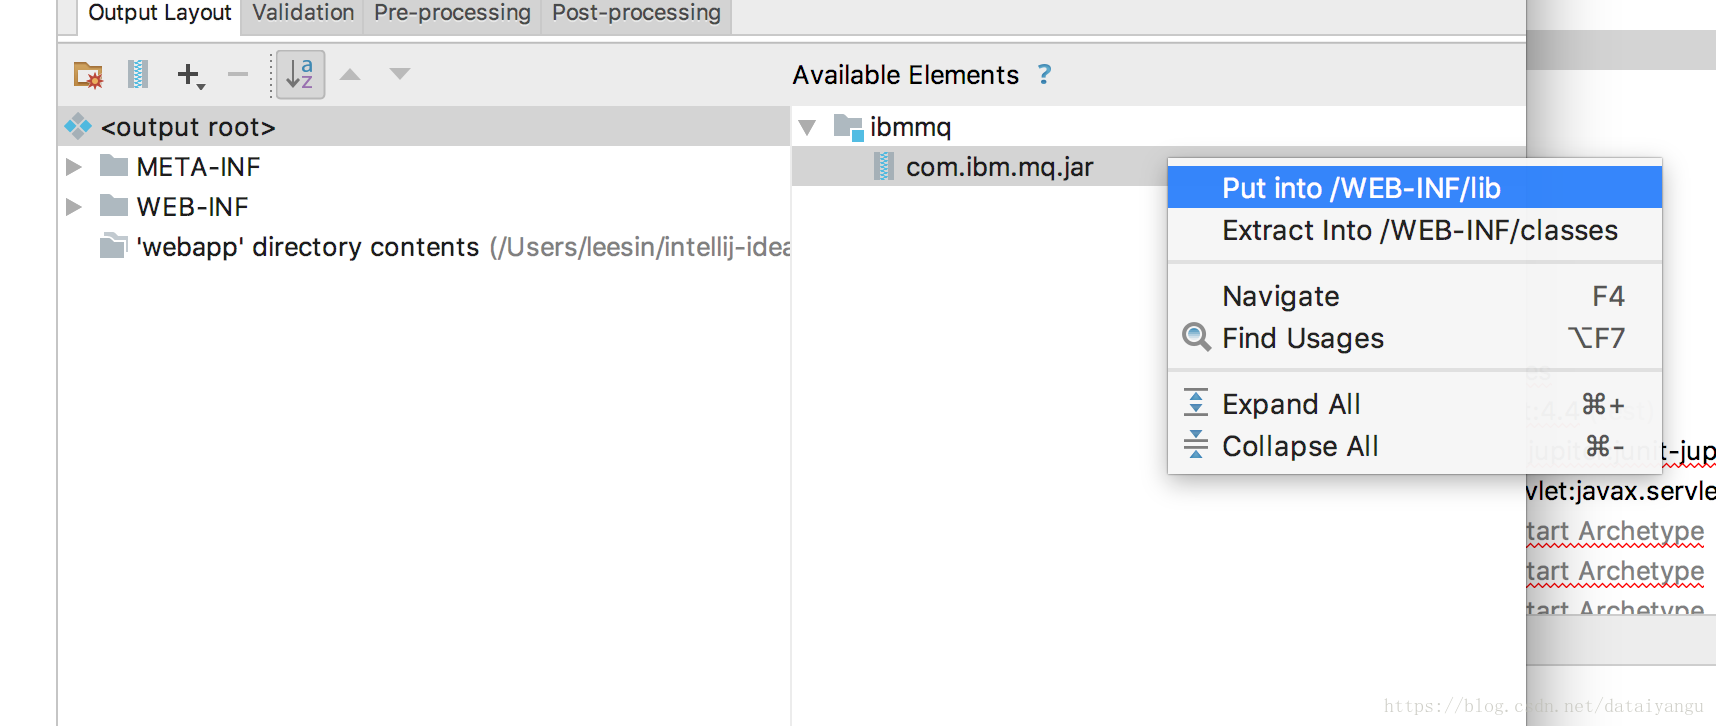 Output Layout Validation Pre-processing Post-processing
Available Elements ?
<output root>
META-INF
WEB-INF
'webapp' directory contents (/Users/leesin/intellij-idea
ibmmq
com.ibm.mq.jar
Put into /WEB-INF/lib
Extract Into /WEB-INF/classes
Navigate F4
Find Usages ⌥F7
Expand All ⌘+
Collapse All ⌘-
junit-jup
vlet:javax.servle
tart Archetype
tart Archetype
tart Archetype
https://blog.csdn.net/dataiyangu